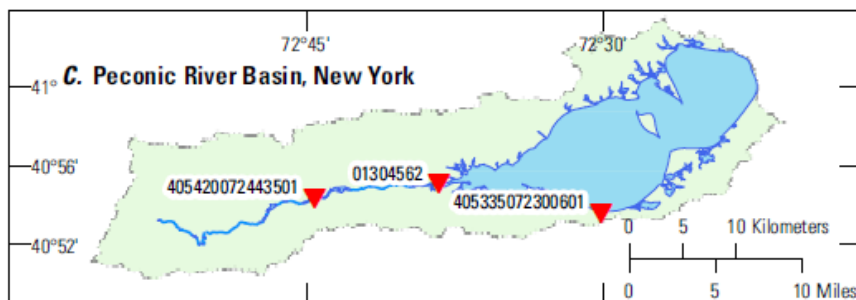 72°45' 72°30'
C. Peconic River Basin, New York
41°
40°56'
01304562
405420072443501
405335072300601
0 5 10 Kilometers
40°52'
0 5 10 Miles